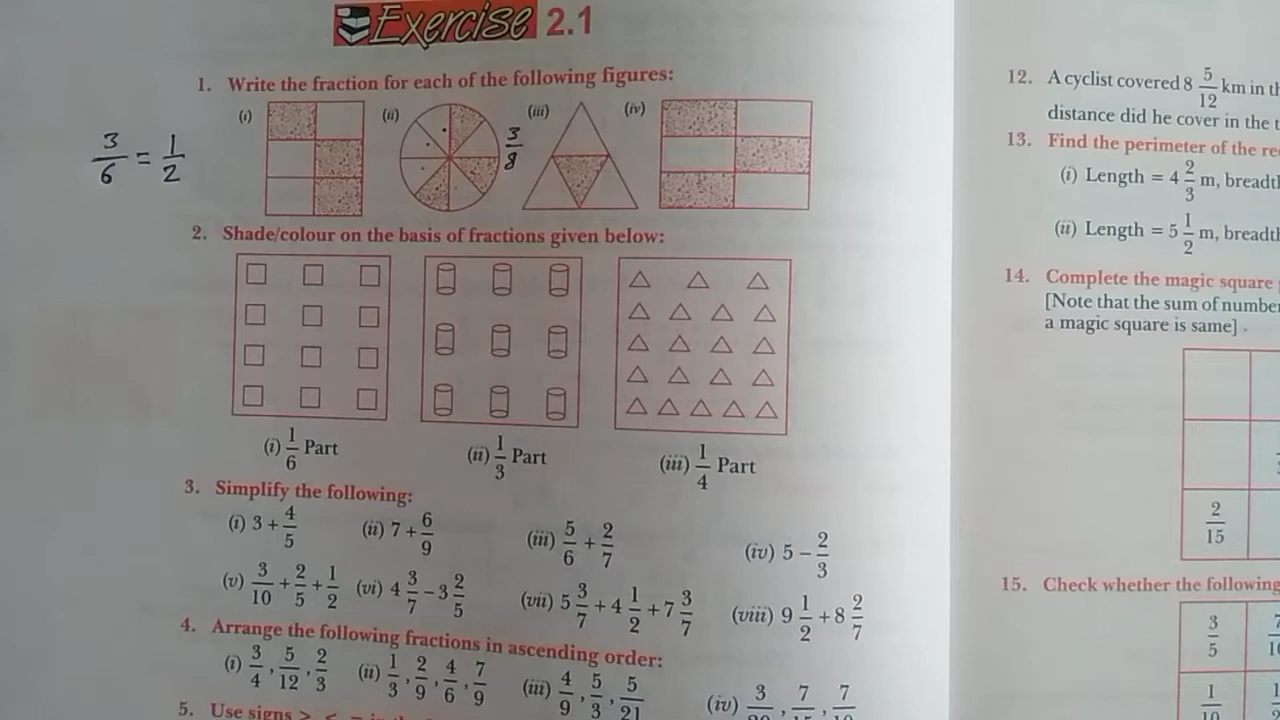 Exercise 2.1
1. Write the fraction for each of the following figures:
(i) (ii) (iii) (iv)
3/6 = 1/2
3/8
2. Shade/colour on the basis of fractions given below:
(i) 1/6 Part (ii) 1/3 Part (iii) 1/4 Part
3. Simplify the following:
(i) 3 + 4/5 (ii) 7 + 6/9 (iii) 5/6 + 2/7 (iv) 5 − 2/3
(v) 3/10 + 2/5 + 1/2 (vi) 4 3/7 − 3 2/5 (vii) 5 3/7 + 4 1/2 + 7 3/7 (viii) 9 1/2 + 8 2/7
4. Arrange the following fractions in ascending order:
(i) 3/4, 5/12, 2/3 (ii) 1/3, 2/9, 4/6, 7/9 (iii) 4/9, 5/3, 5/21 (iv)
5. Use signs
12. A cyclist covered 8 5/12 km in
distance did he cover in the
13. Find the perimeter of the
(i) Length = 4 2/3 m,
(ii) Length = 5 1/2 m,
14. Complete the magic square
[Note that the sum of
a magic square is same]
2/15
15. Check whether the following
3/5
1/10